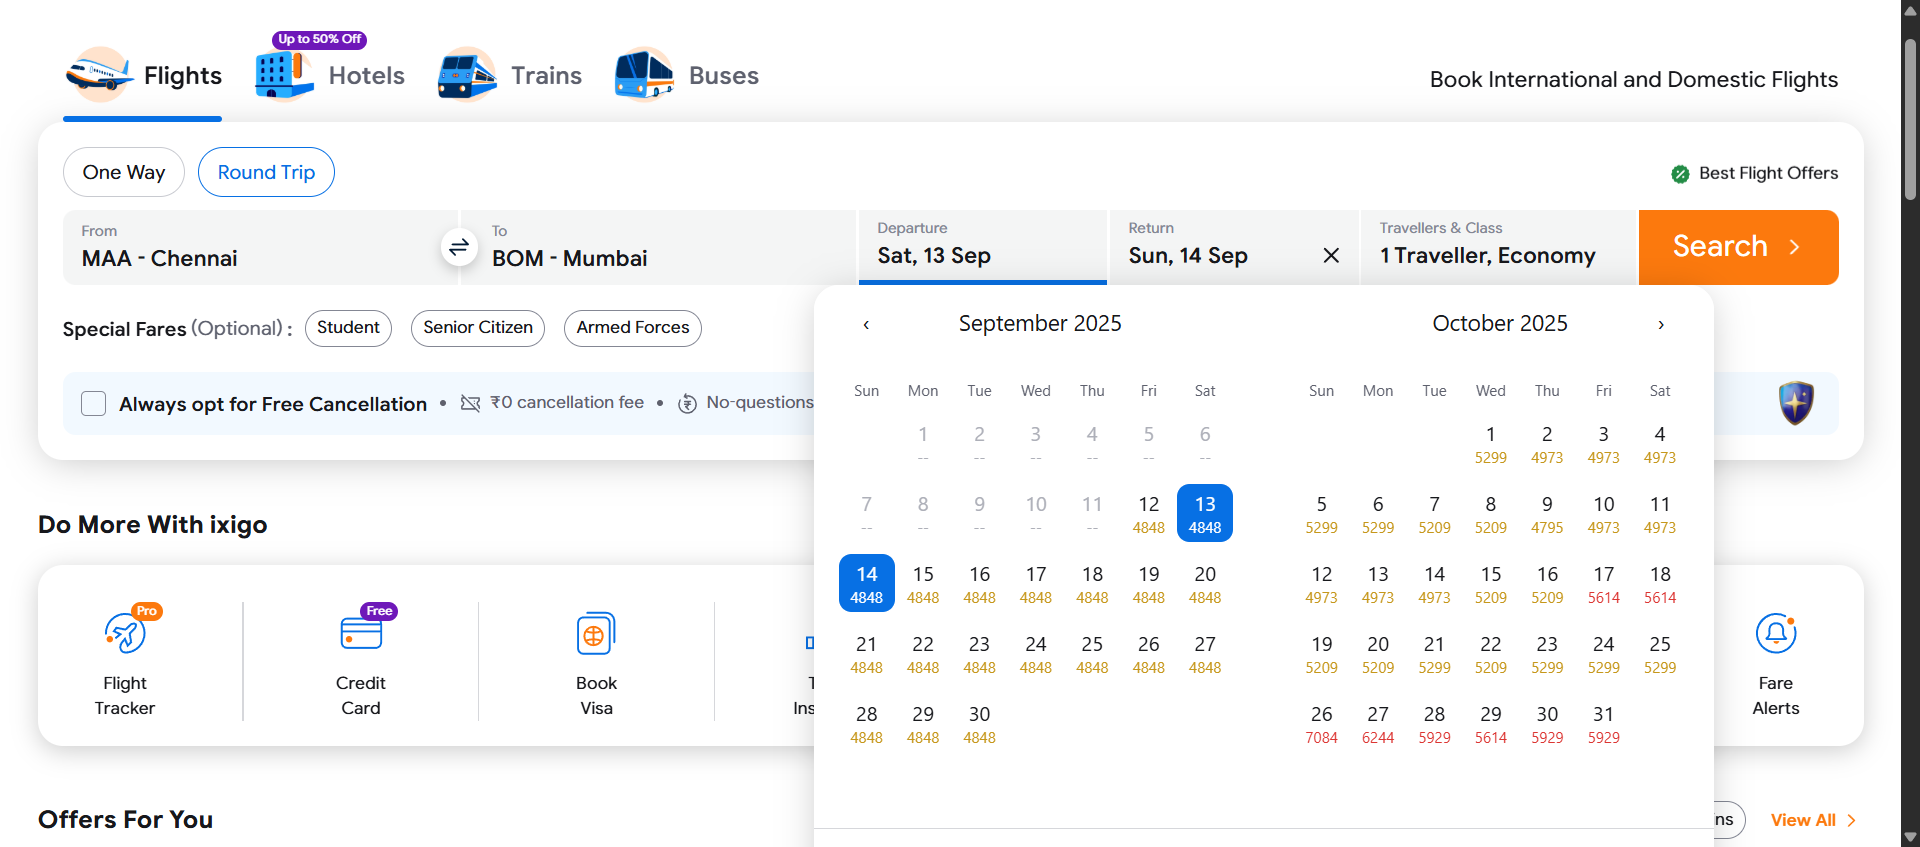 Up to 50% Off
Flights
Hotels
Trains
Buses
Book International and Domestic Flights
One Way
Round Trip
Best Flight Offers
From
MAA - Chennai
To
BOM - Mumbai
Departure
Sat, 13 Sep
Return
Sun, 14 Sep
Travellers & Class
1 Traveller, Economy
Search
Special Fares (Optional) :
Student
Senior Citizen
Armed Forces
Always opt for Free Cancellation • ₹0 cancellation fee • No-questions
September 2025
Sun Mon Tue Wed Thu Fri Sat
1 2 3 4 5 6
-- -- -- -- -- --
7 8 9 10 11 12 13
-- -- -- -- -- 4848 4848
14 15 16 17 18 19 20
4848 4848 4848 4848 4848 4848 4848
21 22 23 24 25 26 27
4848 4848 4848 4848 4848 4848 4848
28 29 30
4848 4848 4848
October 2025
Sun Mon Tue Wed Thu Fri Sat
1 2 3 4
5299 4973 4973 4973
5 6 7 8 9 10 11
5299 5299 5209 5209 4795 4973 4973
12 13 14 15 16 17 18
4973 4973 4973 5209 5209 5614 5614
19 20 21 22 23 24 25
5209 5209 5299 5209 5299 5299 5299
26 27 28 29 30 31
7084 6244 5929 5614 5929 5929
Do More With ixigo
Pro
Flight
Tracker
Free
Credit
Card
Book
Visa
T
Ins
Fare
Alerts
Offers For You
ns
View All